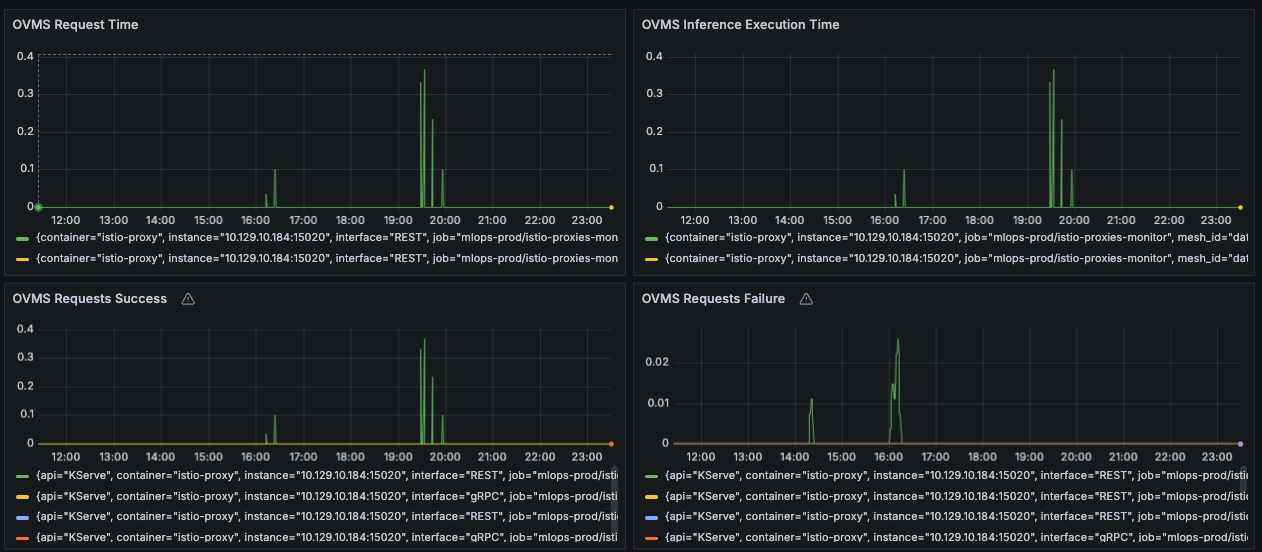 OVMS Request Time
0.4
0.3
0.2
0.1
0
12:00 13:00 14:00 15:00 16:00 17:00 18:00 19:00 20:00 21:00 22:00 23:00
{container="istio-proxy", instance="10.129.10.184:15020", interface="REST", job="mlops-prod/istio-proxies-mon
{container="istio-proxy", instance="10.129.10.184:15020", interface="REST", job="mlops-prod/istio-proxies-mon
OVMS Inference Execution Time
0.4
0.3
0.2
0.1
0
12:00 13:00 14:00 15:00 16:00 17:00 18:00 19:00 20:00 21:00 22:00 23:00
{container="istio-proxy", instance="10.129.10.184:15020", job="mlops-prod/istio-proxies-monitor", mesh_id="dat
{container="istio-proxy", instance="10.129.10.184:15020", job="mlops-prod/istio-proxies-monitor", mesh_id="dat
OVMS Requests Success
0.4
0.3
0.2
0.1
0
12:00 13:00 14:00 15:00 16:00 17:00 18:00 19:00 20:00 21:00 22:00 23:00
{api="KServe", container="istio-proxy", instance="10.129.10.184:15020", interface="REST", job="mlops-prod/isti
{api="KServe", container="istio-proxy", instance="10.129.10.184:15020", interface="gRPC", job="mlops-prod/isti
{api="KServe", container="istio-proxy", instance="10.129.10.184:15020", interface="REST", job="mlops-prod/isti
{api="KServe", container="istio-proxy", instance="10.129.10.184:15020", interface="gRPC", job="mlops-prod/isti
OVMS Requests Failure
0.02
0.01
0
12:00 13:00 14:00 15:00 16:00 17:00 18:00 19:00 20:00 21:00 22:00 23:00
{api="KServe", container="istio-proxy", instance="10.129.10.184:15020", interface="REST", job="mlops-prod/isti
{api="KServe", container="istio-proxy", instance="10.129.10.184:15020", interface="REST", job="mlops-prod/isti
{api="KServe", container="istio-proxy", instance="10.129.10.184:15020", interface="REST", job="mlops-prod/isti
{api="KServe", container="istio-proxy", instance="10.129.10.184:15020", interface="gRPC", job="mlops-prod/isti